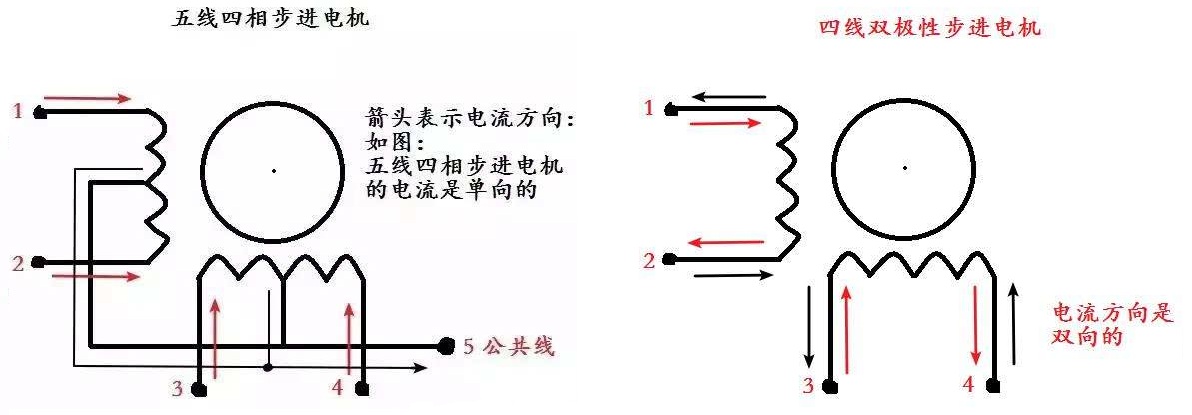 五线四相步进电机
四线双极性步进电机
1
箭头表示电流方向：
如图：
五线四相步进电机
的电流是单向的
2
5 公共线
3
4
1
2
电流方向是
双向的
3
4